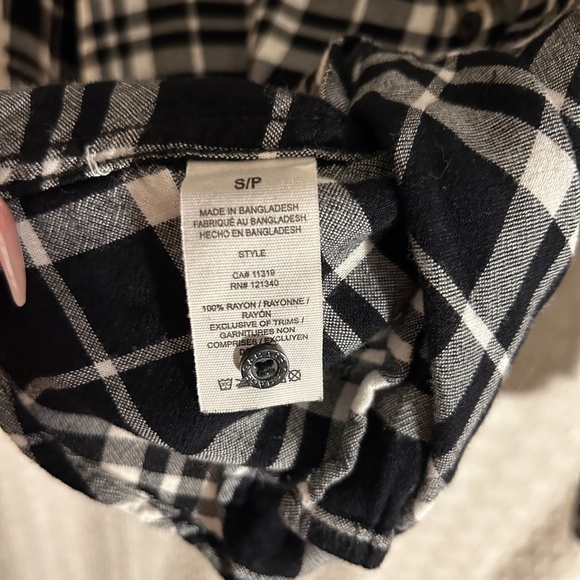 S/P
MADE IN BANGLADESH
FABRIQUÉ AU BANGLADESH
HECHO EN BANGLADESH
STYLE
CA# 11319
RN# 121340
100% RAYON / RAYONNE /
RAYÓN
EXCLUSIVE OF TRIMS /
GARNITURES NON
COMPRISES / EXCLUYEN